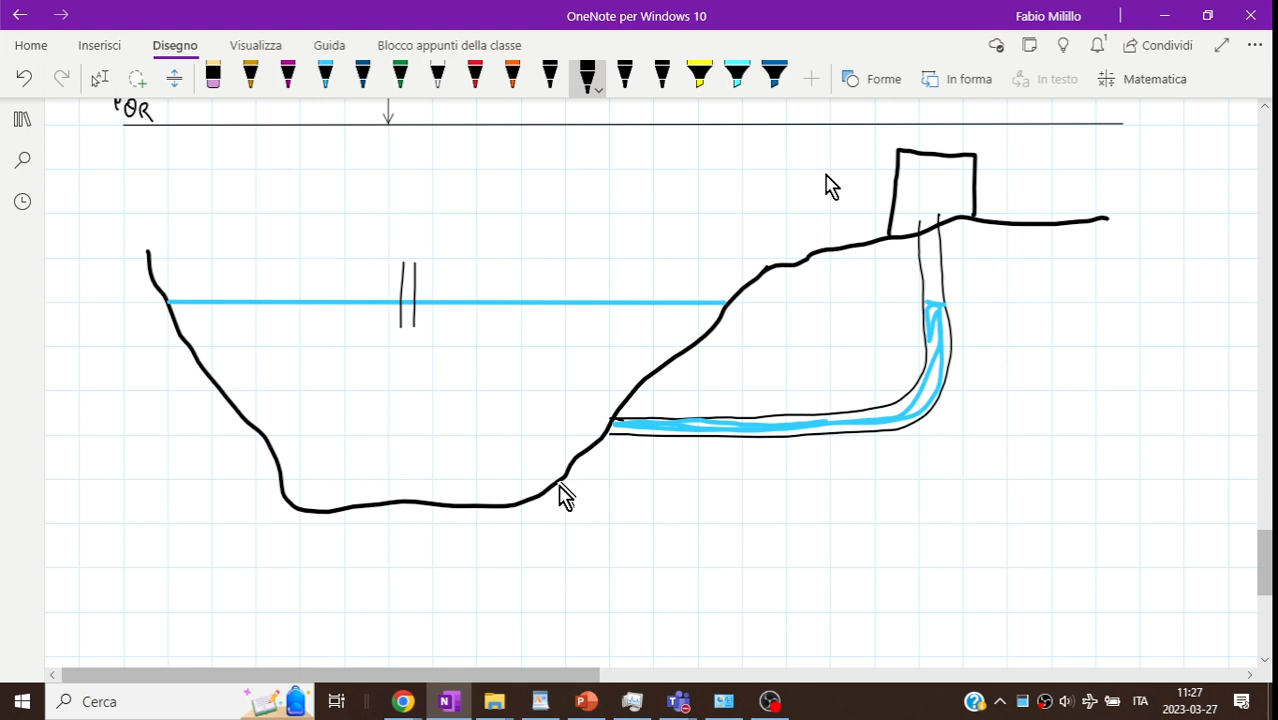 OneNote per Windows 10
Fabio Milillo
Home
Inserisci
Disegno
Visualizza
Guida
Blocco appunti della classe
Condividi
Forme
In forma
In testo
Matematica
Cerca
ITA
11:27
2023-03-27